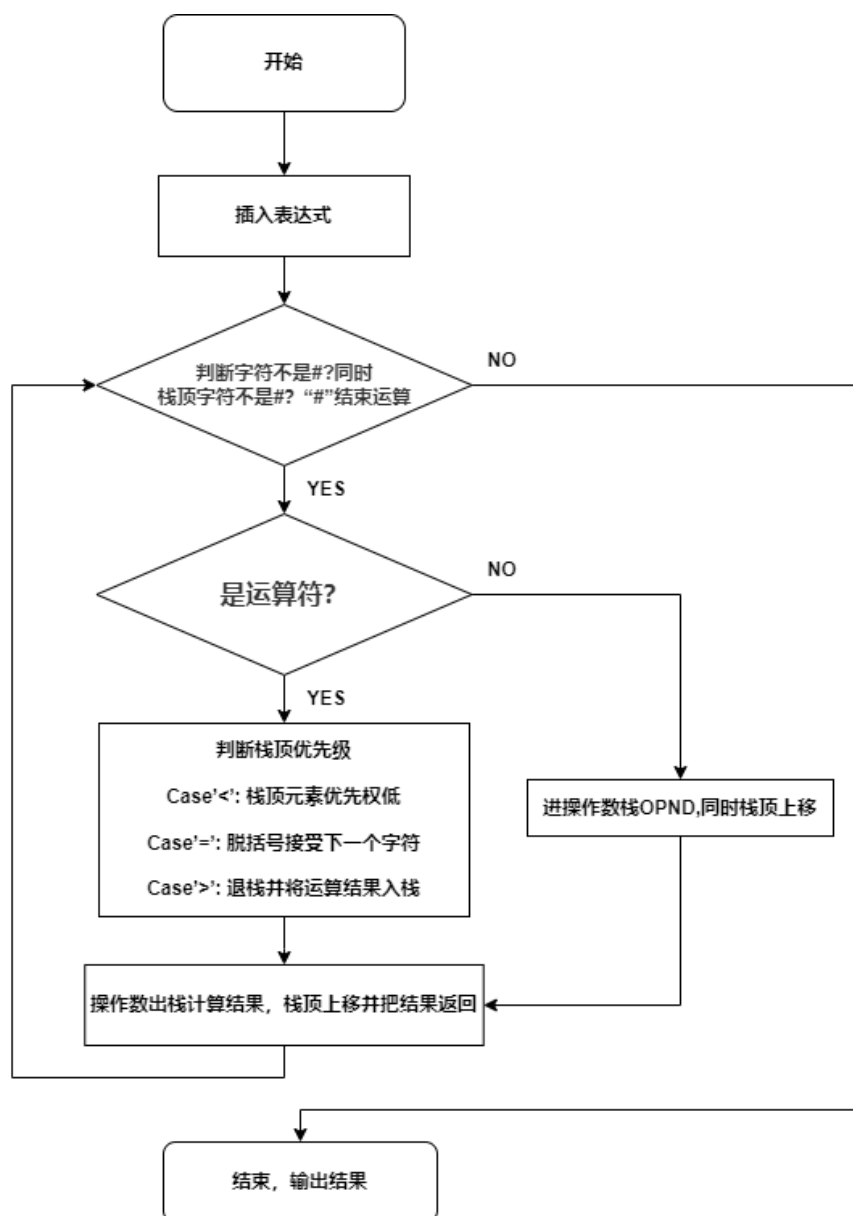 开始
插入表达式
判断字符不是#?同时
栈顶字符不是#？“#”结束运算
NO
YES
是运算符?
NO
YES
判断栈顶优先级
Case’<’: 栈顶元素优先权低
Case’=’: 脱括号接受下一个字符
Case’>’: 退栈并将运算结果入栈
进操作数栈OPND,同时栈顶上移
操作数出栈计算结果，栈顶上移并把结果返回
结束，输出结果